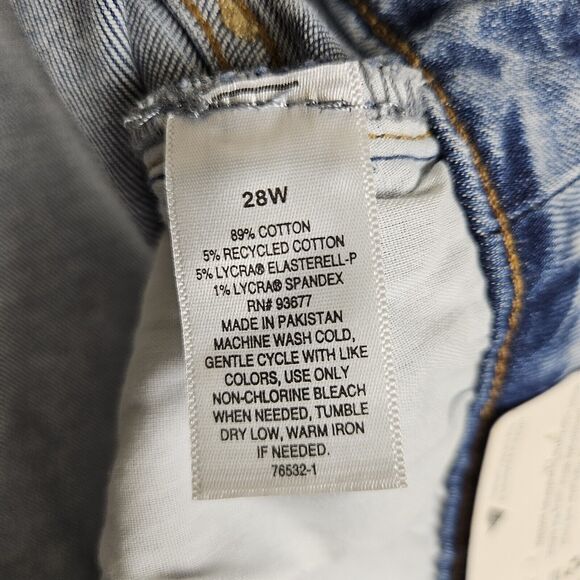 28W
89% COTTON
5% RECYCLED COTTON
5% LYCRA® ELASTERELL-P
1% LYCRA® SPANDEX
RN# 93677
MADE IN PAKISTAN
MACHINE WASH COLD,
GENTLE CYCLE WITH LIKE
COLORS, USE ONLY
NON-CHLORINE BLEACH
WHEN NEEDED, TUMBLE
DRY LOW, WARM IRON
IF NEEDED.
76532-1